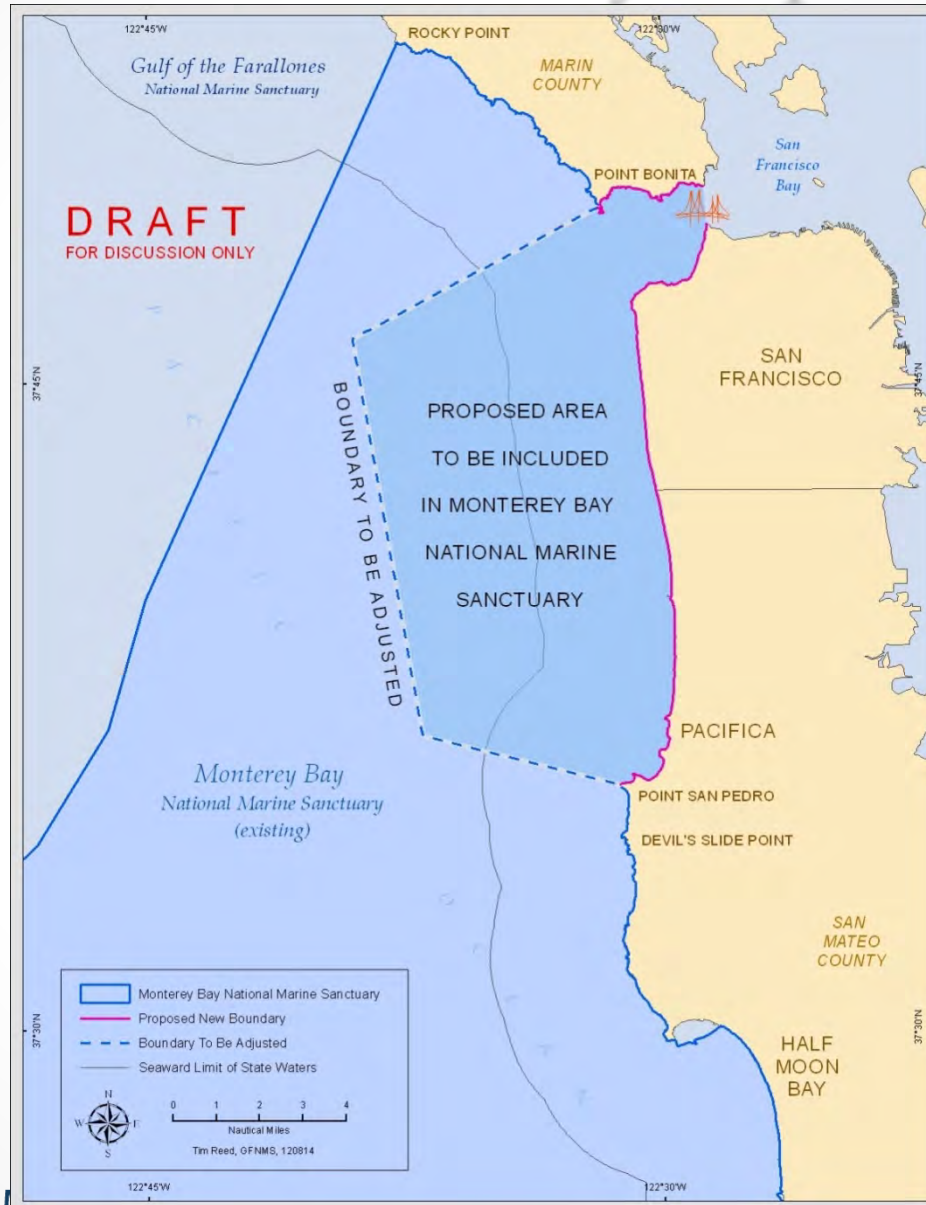 122°45'W
122°30'W
ROCKY POINT
Gulf of the Farallones
National Marine Sanctuary
MARIN
COUNTY
San
Francisco
Bay
POINT BONITA
DRAFT
FOR DISCUSSION ONLY
37°45'N
37°45'N
SAN
FRANCISCO
BOUNDARY TO BE ADJUSTED
PROPOSED AREA
TO BE INCLUDED
IN MONTEREY BAY
NATIONAL MARINE
SANCTUARY
PACIFICA
Monterey Bay
National Marine Sanctuary
(existing)
POINT SAN PEDRO
DEVIL'S SLIDE POINT
SAN
MATEO
COUNTY
Monterey Bay National Marine Sanctuary
Proposed New Boundary
Boundary To Be Adjusted
Seaward Limit of State Waters
N
W E
S
0 1 2 3 4
Nautical Miles
Tim Reed, GFNMS, 120814
37°30'N
37°30'N
HALF
MOON
BAY
122°45'W
122°30'W